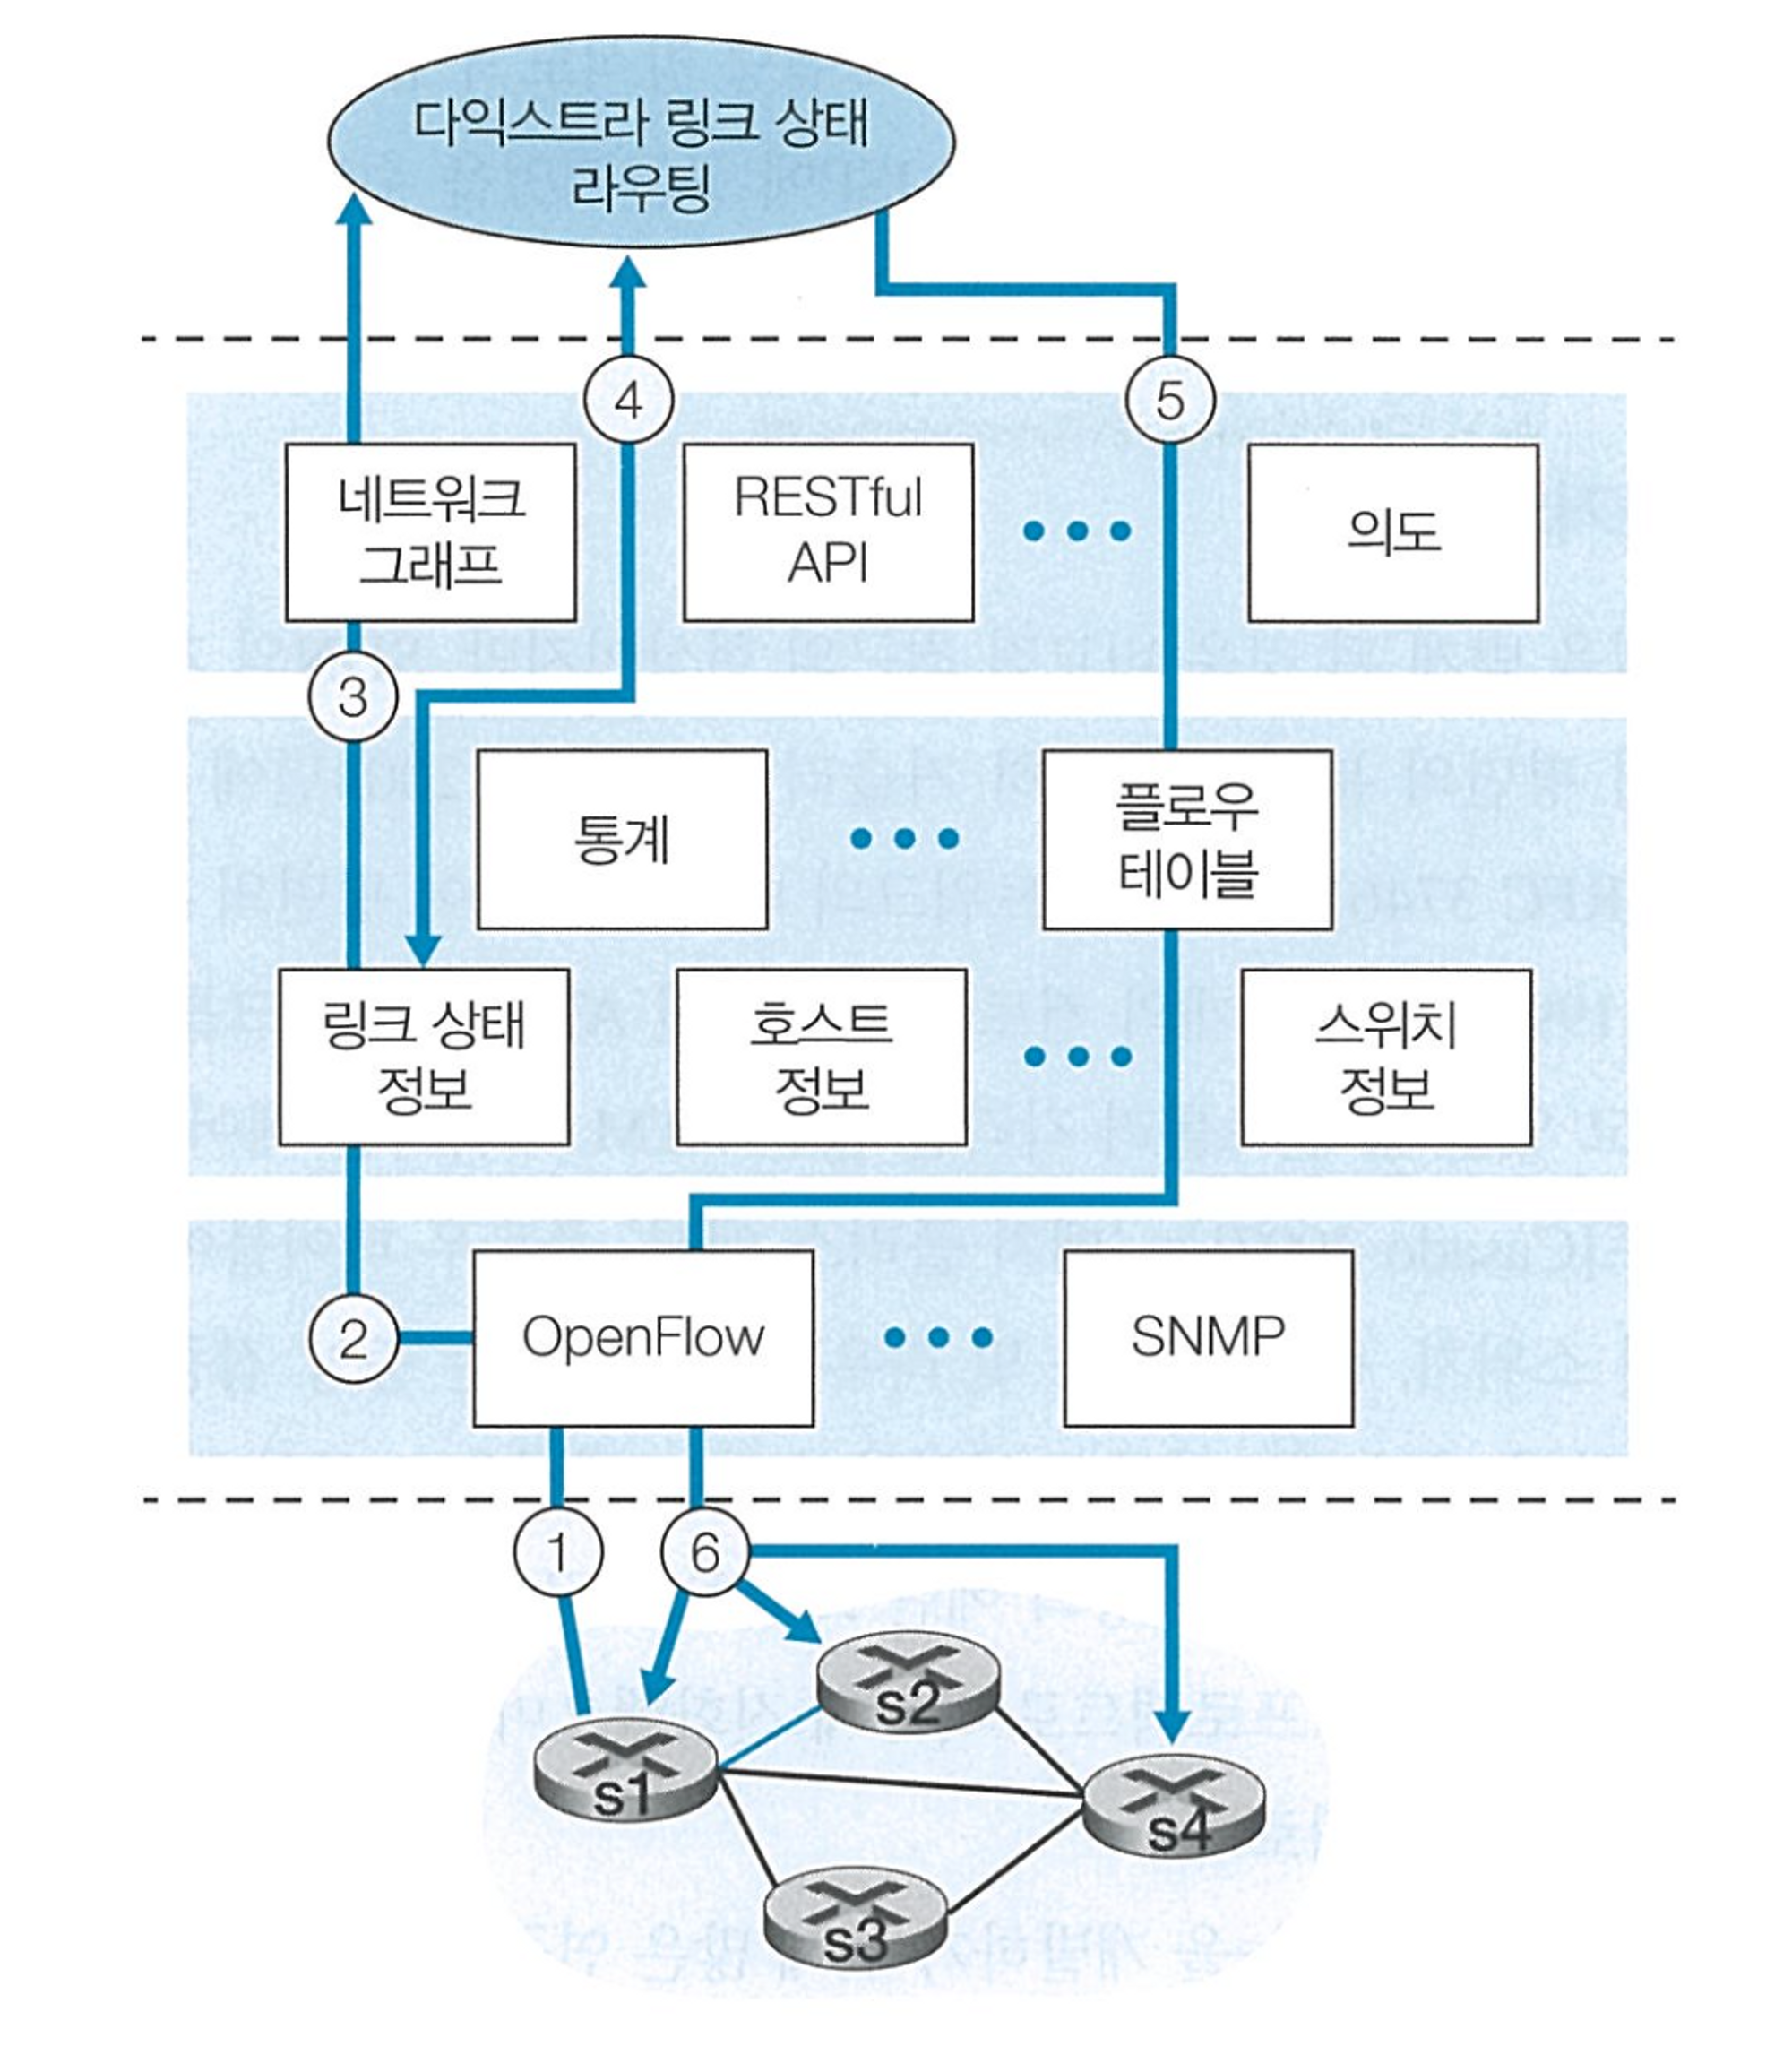 다익스트라 링크 상태
라우팅
4
5
네트워크
그래프
RESTful
API
의도
3
통계
플로우
테이블
링크 상태
정보
호스트
정보
스위치
정보
2
OpenFlow
SNMP
1
6
s2
s1
s4
s3